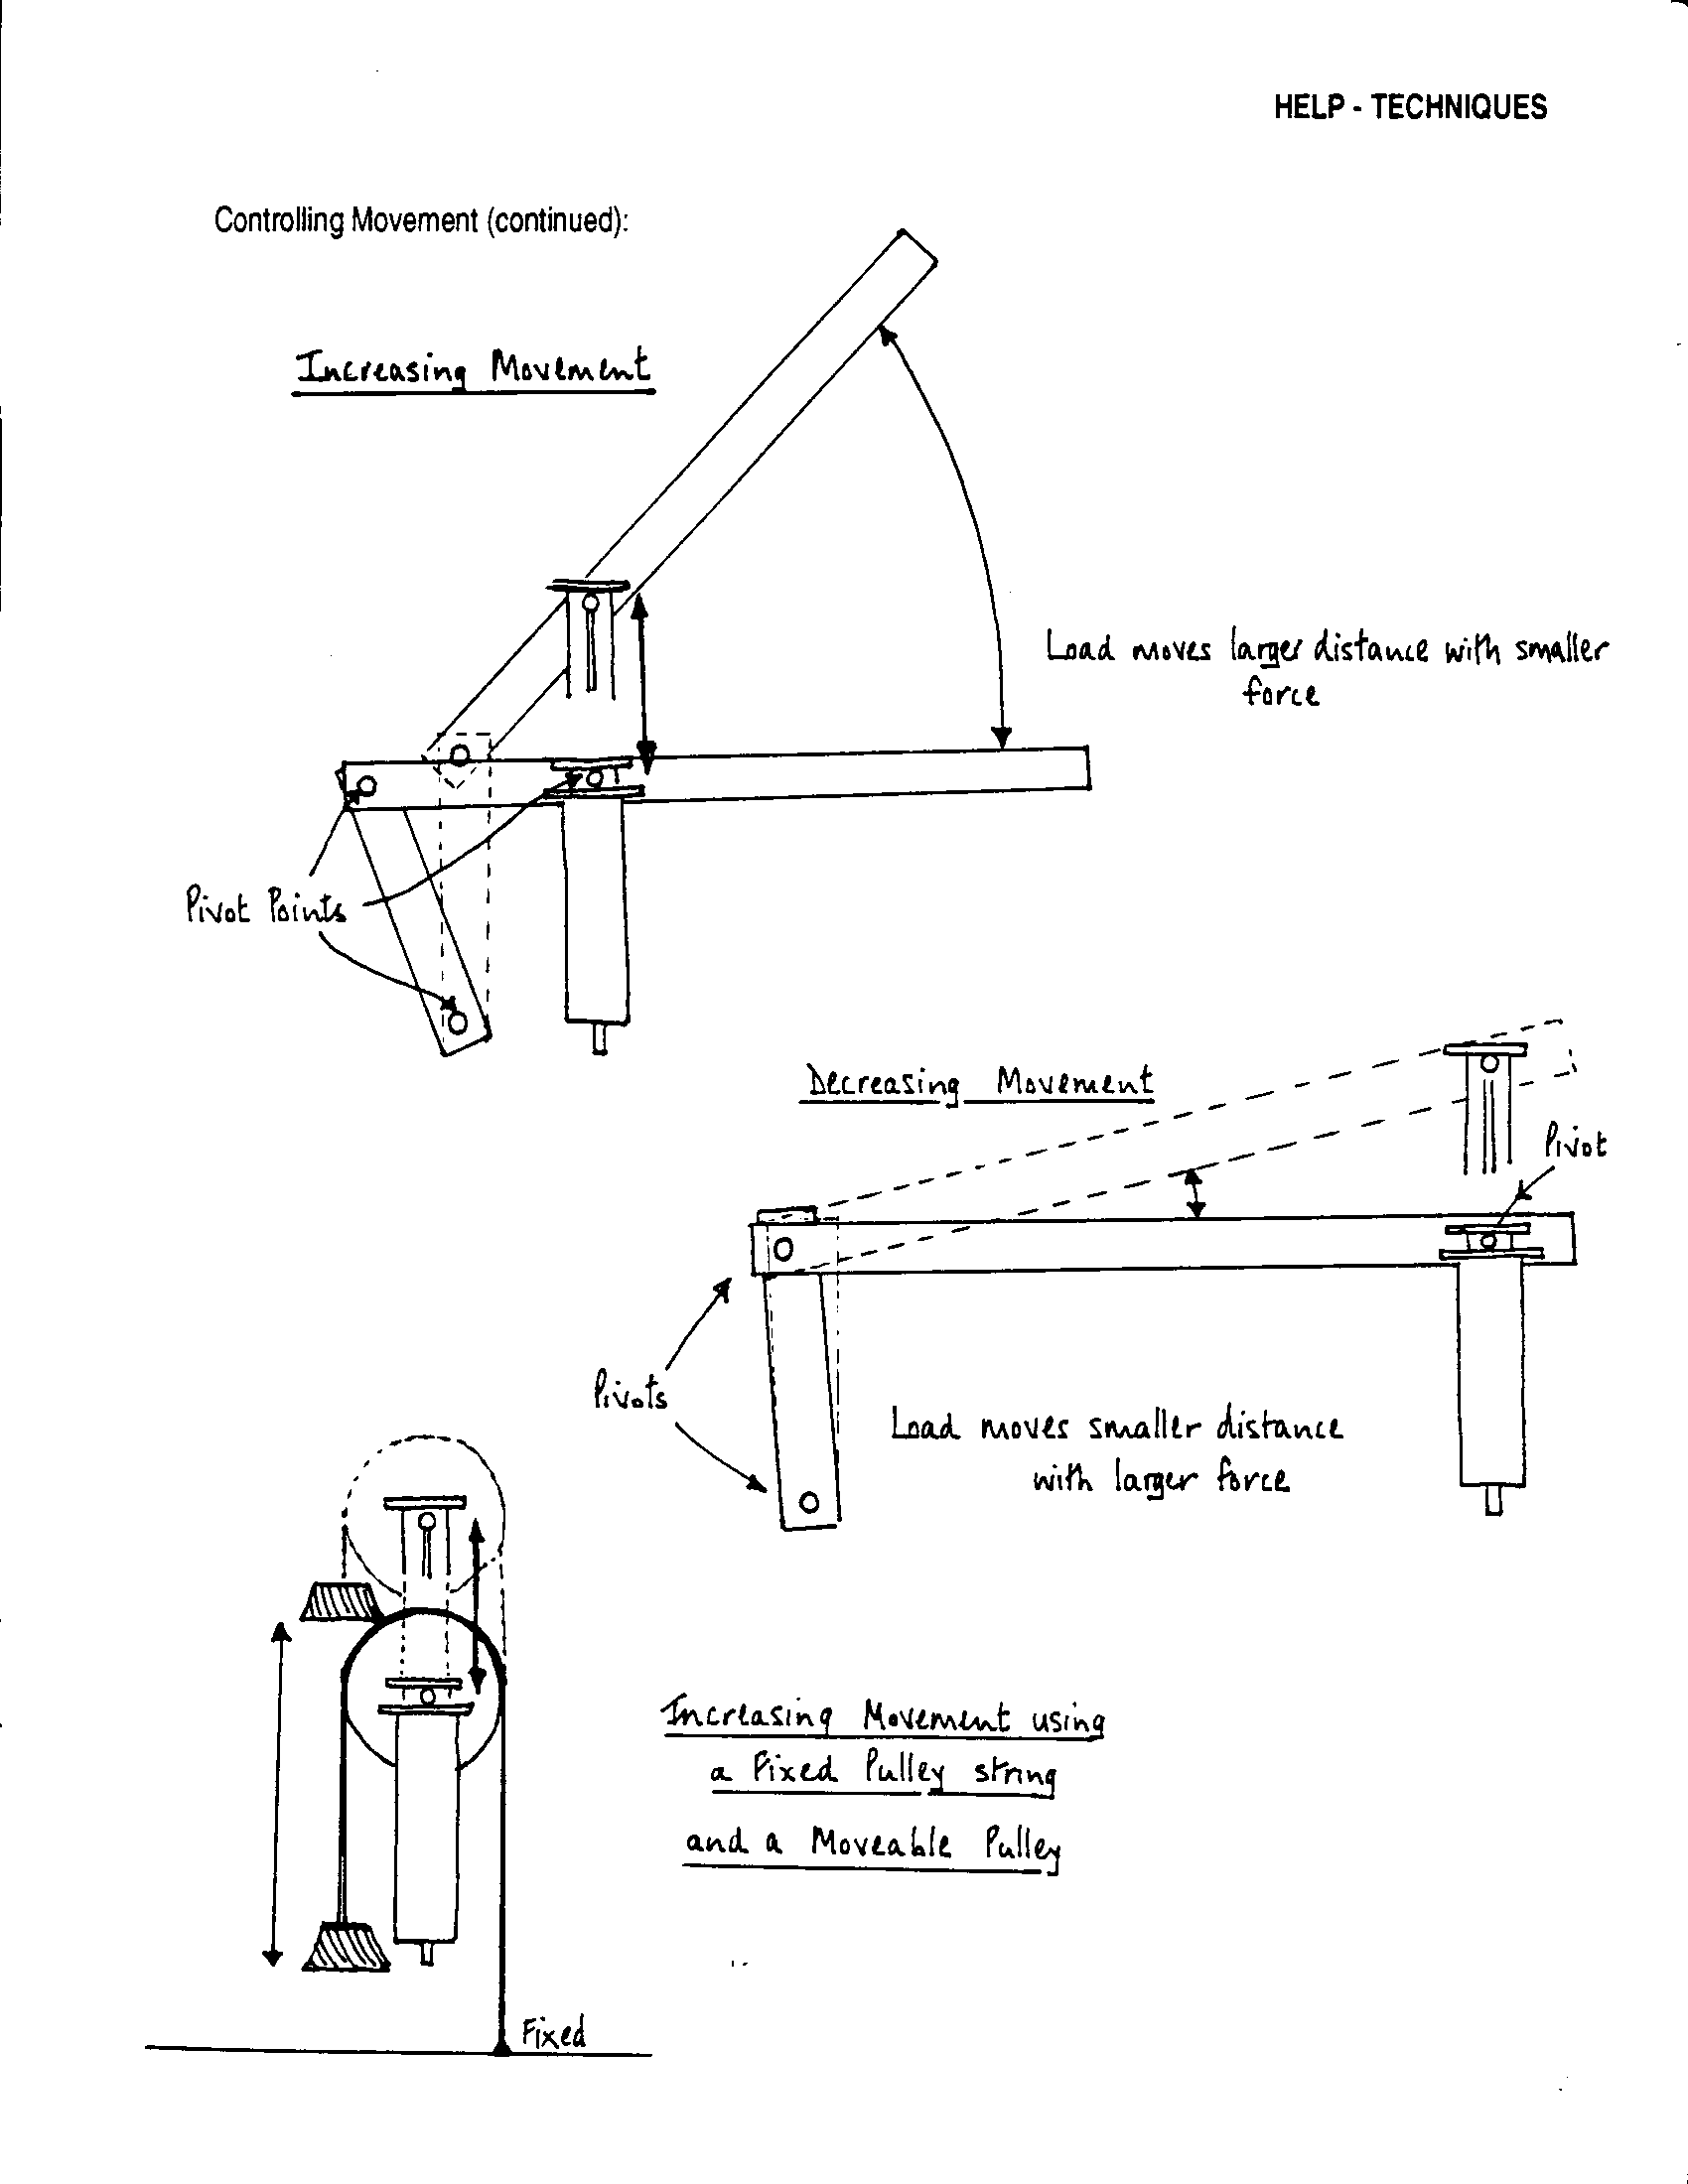 HELP - TECHNIQUES
Controlling Movement (continued):
Increasing Movement
Load moves larger distance with smaller
force
Pivot Points
Decreasing Movement
Pivot
Pivots
Load moves smaller distance
with larger force
Increasing Movement using
a Fixed Pulley string
and a Moveable Pulley
Fixed